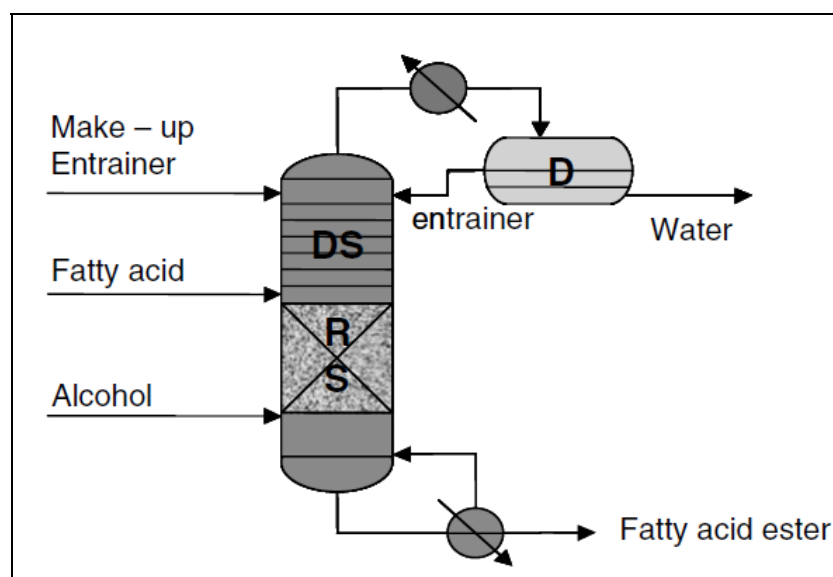 Make – up
Entrainer
Fatty acid
Alcohol
DS
R
S
D
entrainer
Water
Fatty acid ester